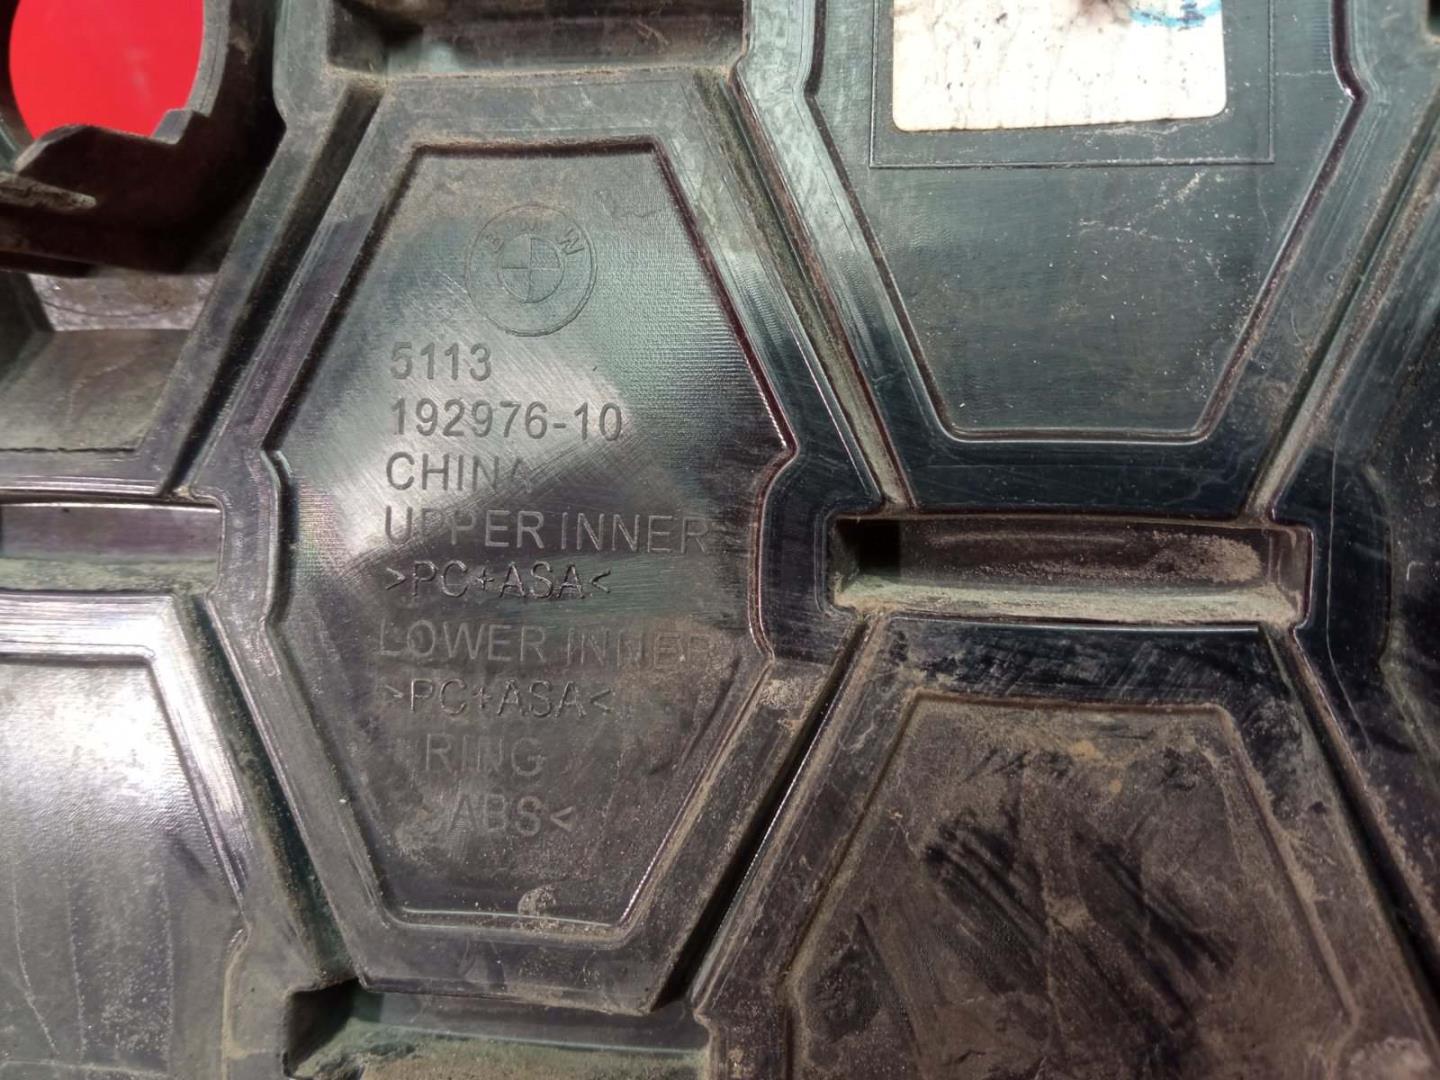 BMW
5113
192976-10
CHINA
UPPER INNER
>PC+ASA<
LOWER INNER
>PC+ASA<
RING
>ABS<